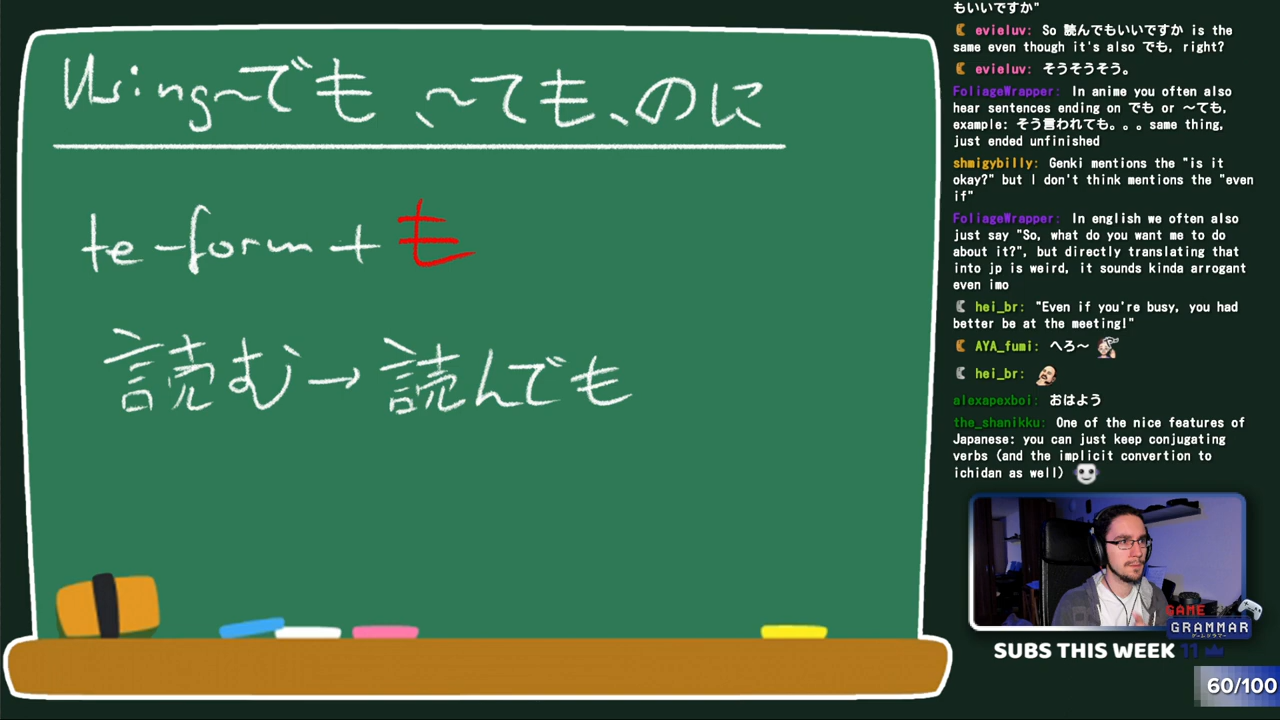 Using~でも、~ても、のに
te-form + も
読む→読んでも
もいいですか"
evieluv: So 読んでもいいですか is the
same even though it's also でも, right?
evieluv: そうそうそう。
FoliageWrapper: In anime you often also
hear sentences ending on でも or ~ても,
example: そう言われても。。。same thing,
just ended unfinished
shmigybilly: Genki mentions the "is it
okay?" but I don't think mentions the "even
if"
FoliageWrapper: In english we often also
just say "So, what do you want me to do
about it?", but directly translating that
into jp is weird, it sounds kinda arrogant
even imo
hei_br: "Even if you're busy, you had
better be at the meeting!"
AYA_fumi: へろ~
hei_br:
alexapexboi: おはよう
the_shanikku: One of the nice features of
Japanese: you can just keep conjugating
verbs (and the implicit convertion to
ichidan as well)
GAME
GRAMMAR
ゲームグラマー
SUBS THIS WEEK 11
60/100